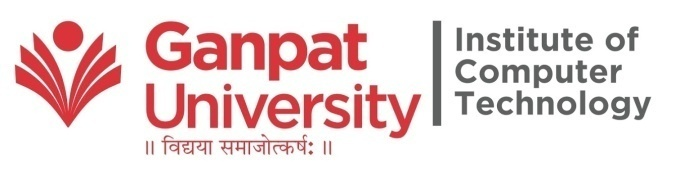 Ganpat
University
॥ विद्यया समाजोत्कर्षः ॥
Institute of
Computer
Technology